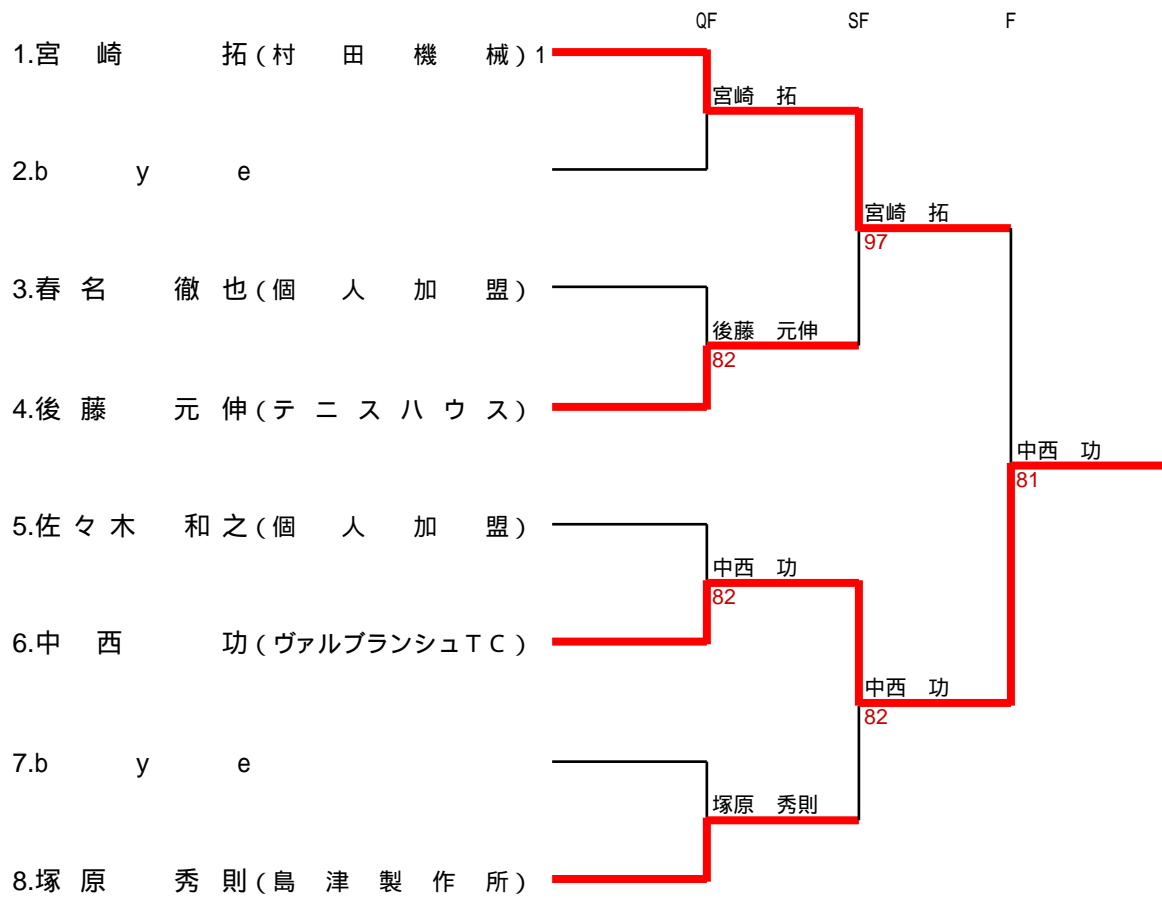 QF SF F
1.宮 崎 拓(村 田 機 械)1
宮崎 拓
2.b y e
宮崎 拓
97
3.春 名 徹 也(個 人 加 盟)
後藤 元伸
82
4.後 藤 元 伸(テ ニ ス ハ ウ ス)
中西 功
81
5.佐 々 木 和 之(個 人 加 盟)
中西 功
82
6.中 西 功(ヴァルブランシュTC)
中西 功
82
7.b y e
塚原 秀則
8.塚 原 秀 則(島 津 製 作 所)